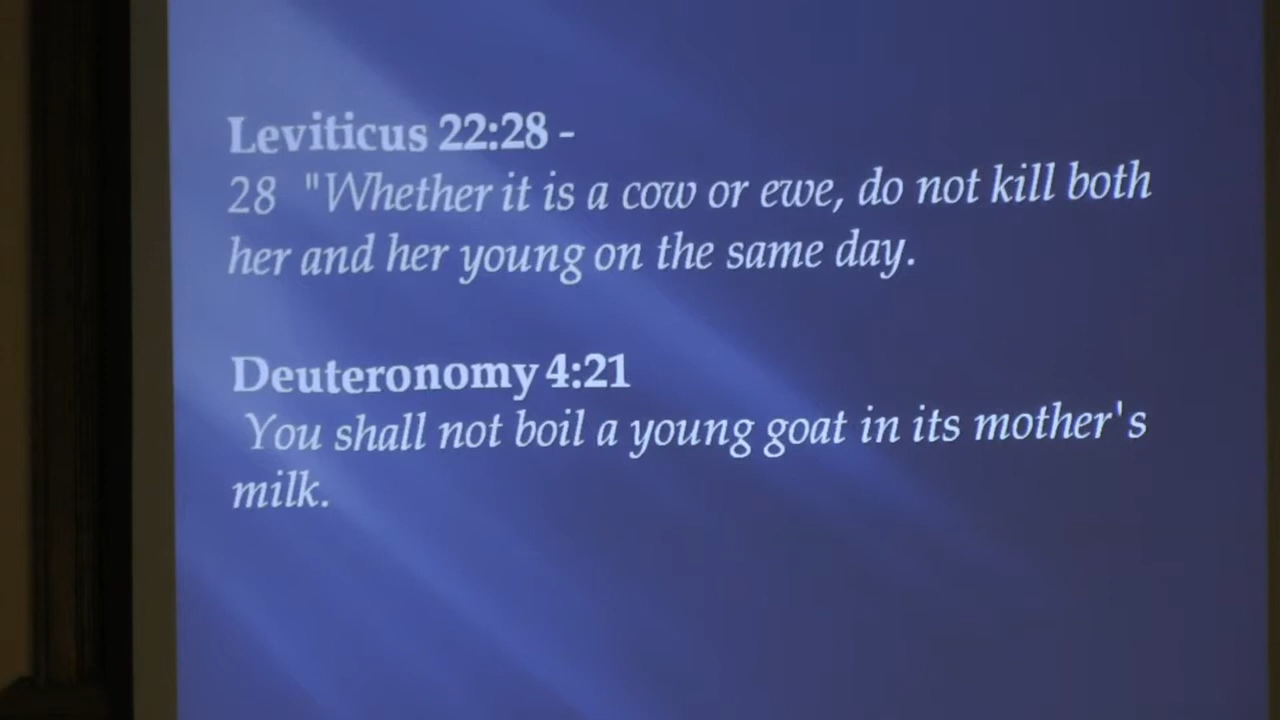 Leviticus 22:28 -
28 "Whether it is a cow or ewe, do not kill both
her and her young on the same day.
Deuteronomy 4:21
You shall not boil a young goat in its mother's
milk.